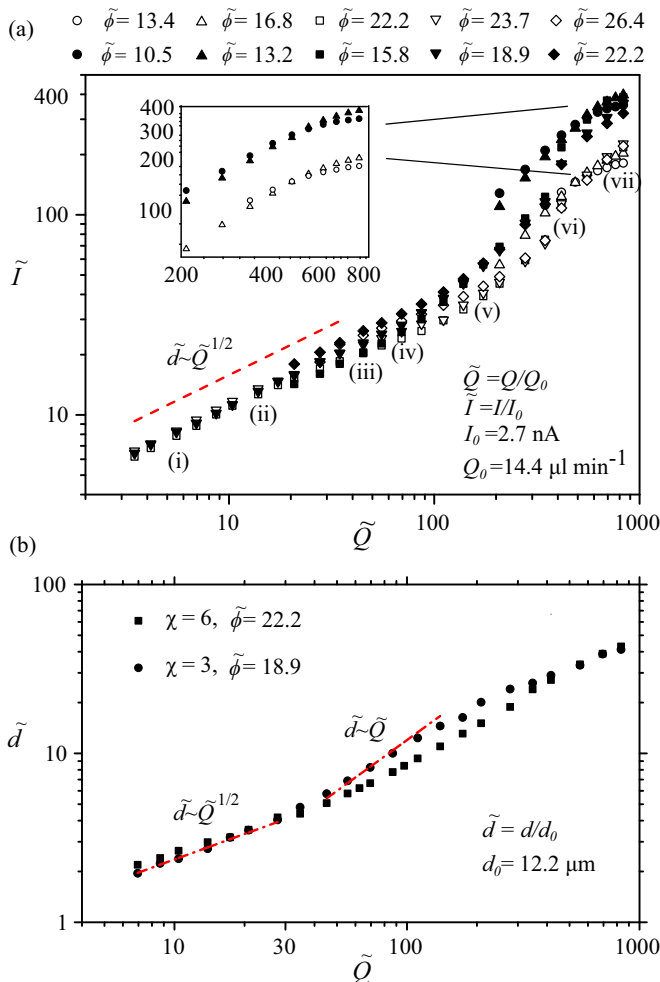 (a)
ϕ̃ = 13.4 ϕ̃ = 16.8 ϕ̃ = 22.2 ϕ̃ = 23.7 ϕ̃ = 26.4
ϕ̃ = 10.5 ϕ̃ = 13.2 ϕ̃ = 15.8 ϕ̃ = 18.9 ϕ̃ = 22.2
400
100
10
Ĩ
400
300
200
100
200 400 600 800
d̃~Q̃^1/2
(i)
(ii)
(iii)
(iv)
(v)
(vi)
(vii)
Q̃ =Q/Q₀
Ĩ =I/I₀
I₀ =2.7 nA
Q₀ =14.4 μl min⁻¹
10 100 1000
Q̃
(b)
100
10
1
d̃
χ = 6, ϕ̃ = 22.2
χ = 3, ϕ̃ = 18.9
d̃~Q̃
d̃~Q̃^1/2
d̃ = d/d₀
d₀ = 12.2 μm
10 30 100 1000
Q̃